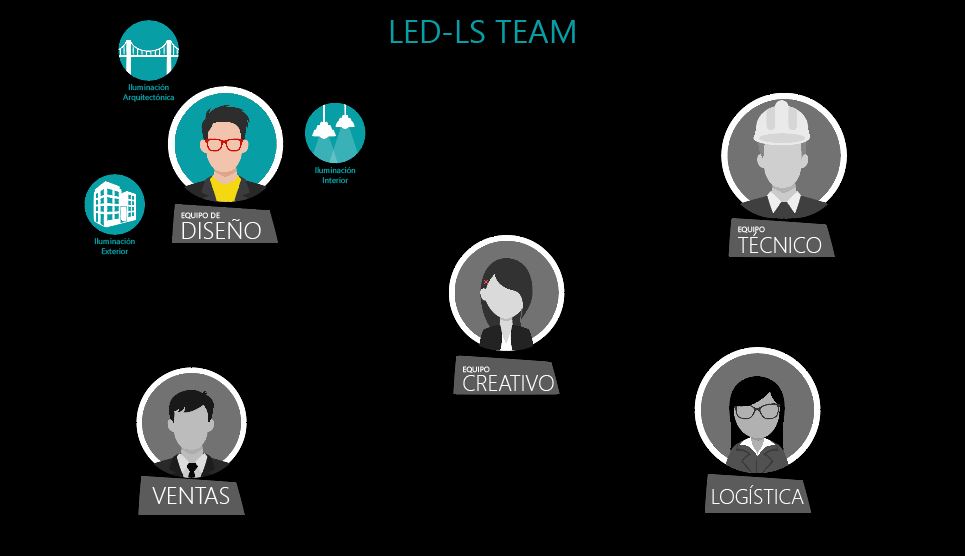 LED-LS TEAM
Iluminación
Arquitectónica
Iluminación
Interior
Iluminación
Exterior
EQUIPO DE
DISEÑO
EQUIPO
TÉCNICO
EQUIPO
CREATIVO
VENTAS
LOGÍSTICA